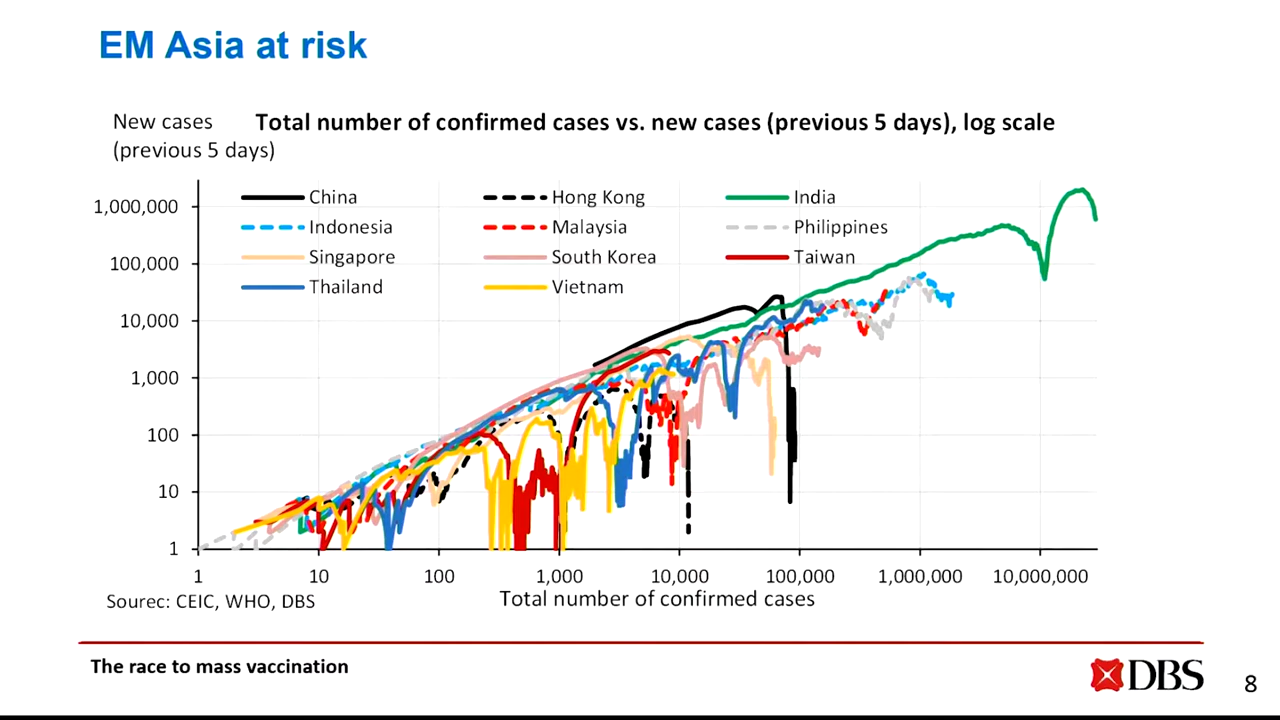 EM Asia at risk
New cases
(previous 5 days)
Total number of confirmed cases vs. new cases (previous 5 days), log scale
China
Hong Kong
India
Indonesia
Malaysia
Philippines
Singapore
South Korea
Taiwan
Thailand
Vietnam
1,000,000
100,000
10,000
1,000
100
10
1
1
10
100
1,000
10,000
100,000
1,000,000
10,000,000
Total number of confirmed cases
Sourec: CEIC, WHO, DBS
The race to mass vaccination
DBS
8